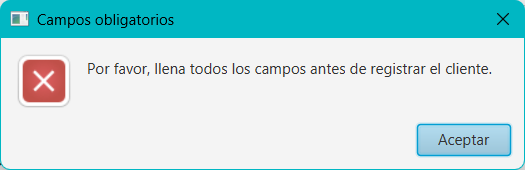 Campos obligatorios
Por favor, llena todos los campos antes de registrar el cliente.
Aceptar